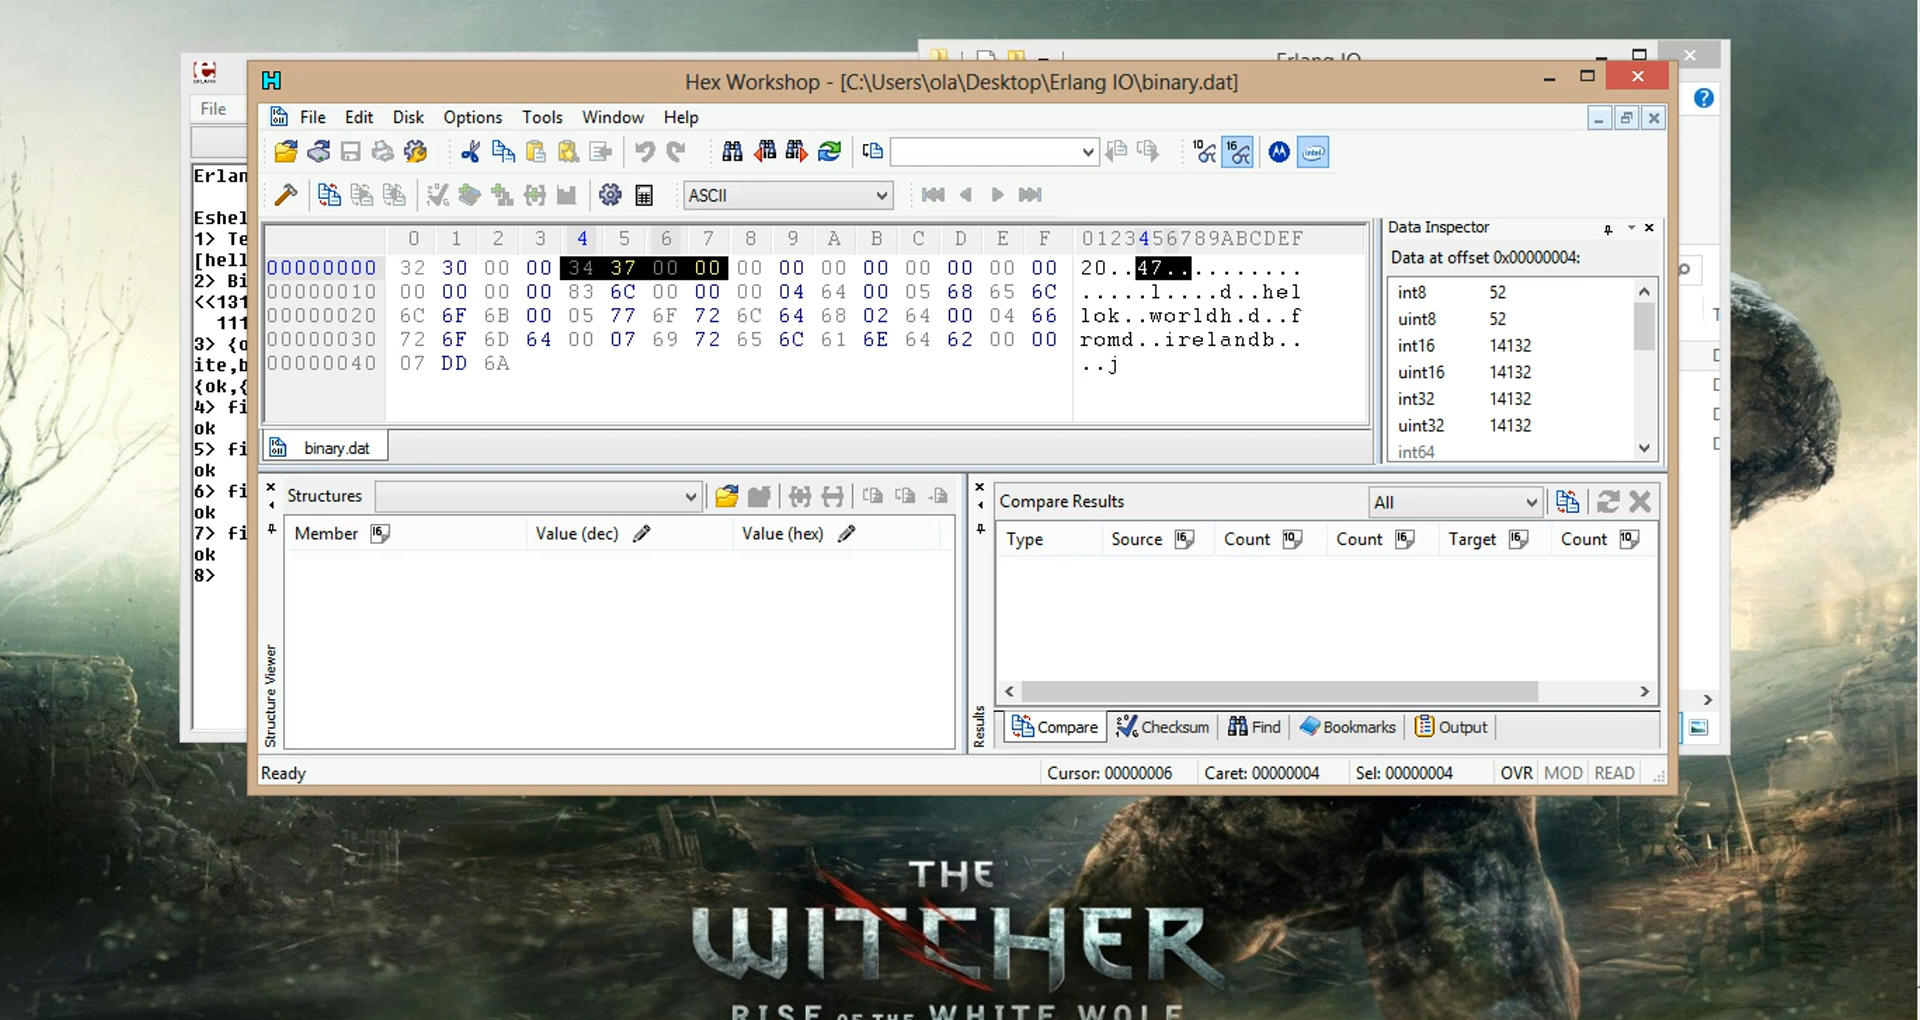 Erlang IO
Hex Workshop - [C:\Users\ola\Desktop\Erlang IO\binary.dat]
File
File Edit Disk Options Tools Window Help
ASCII
Erlan
Eshel
1> Te
[hell
2> Bi
<<131
111
3> {o
ite,b
{ok,{
4> fi
ok
5> fi
ok
6> fi
ok
7> fi
ok
8>
0 1 2 3 4 5 6 7 8 9 A B C D E F 0123456789ABCDEF
00000000 32 30 00 00 34 37 00 00 00 00 00 00 00 00 00 00 20..47..........
00000010 00 00 00 00 83 6C 00 00 00 04 64 00 05 68 65 6C .....l....d..hel
00000020 6C 6F 6B 00 05 77 6F 72 6C 64 68 02 64 00 04 66 lok..worldh.d..f
00000030 72 6F 6D 64 00 07 69 72 65 6C 61 6E 64 62 00 00 romd..irelandb..
00000040 07 DD 6A ..j
binary.dat
Data Inspector
Data at offset 0x00000004:
int8 52
uint8 52
int16 14132
uint16 14132
int32 14132
uint32 14132
int64
Structures
Member Value (dec) Value (hex)
Structure Viewer
Compare Results All
Type Source Count Count Target Count
Results
Compare Checksum Find Bookmarks Output
Ready Cursor: 00000006 Caret: 00000004 Sel: 00000004 OVR MOD READ
THE
WITCHER
RISE OF THE WHITE WOLF